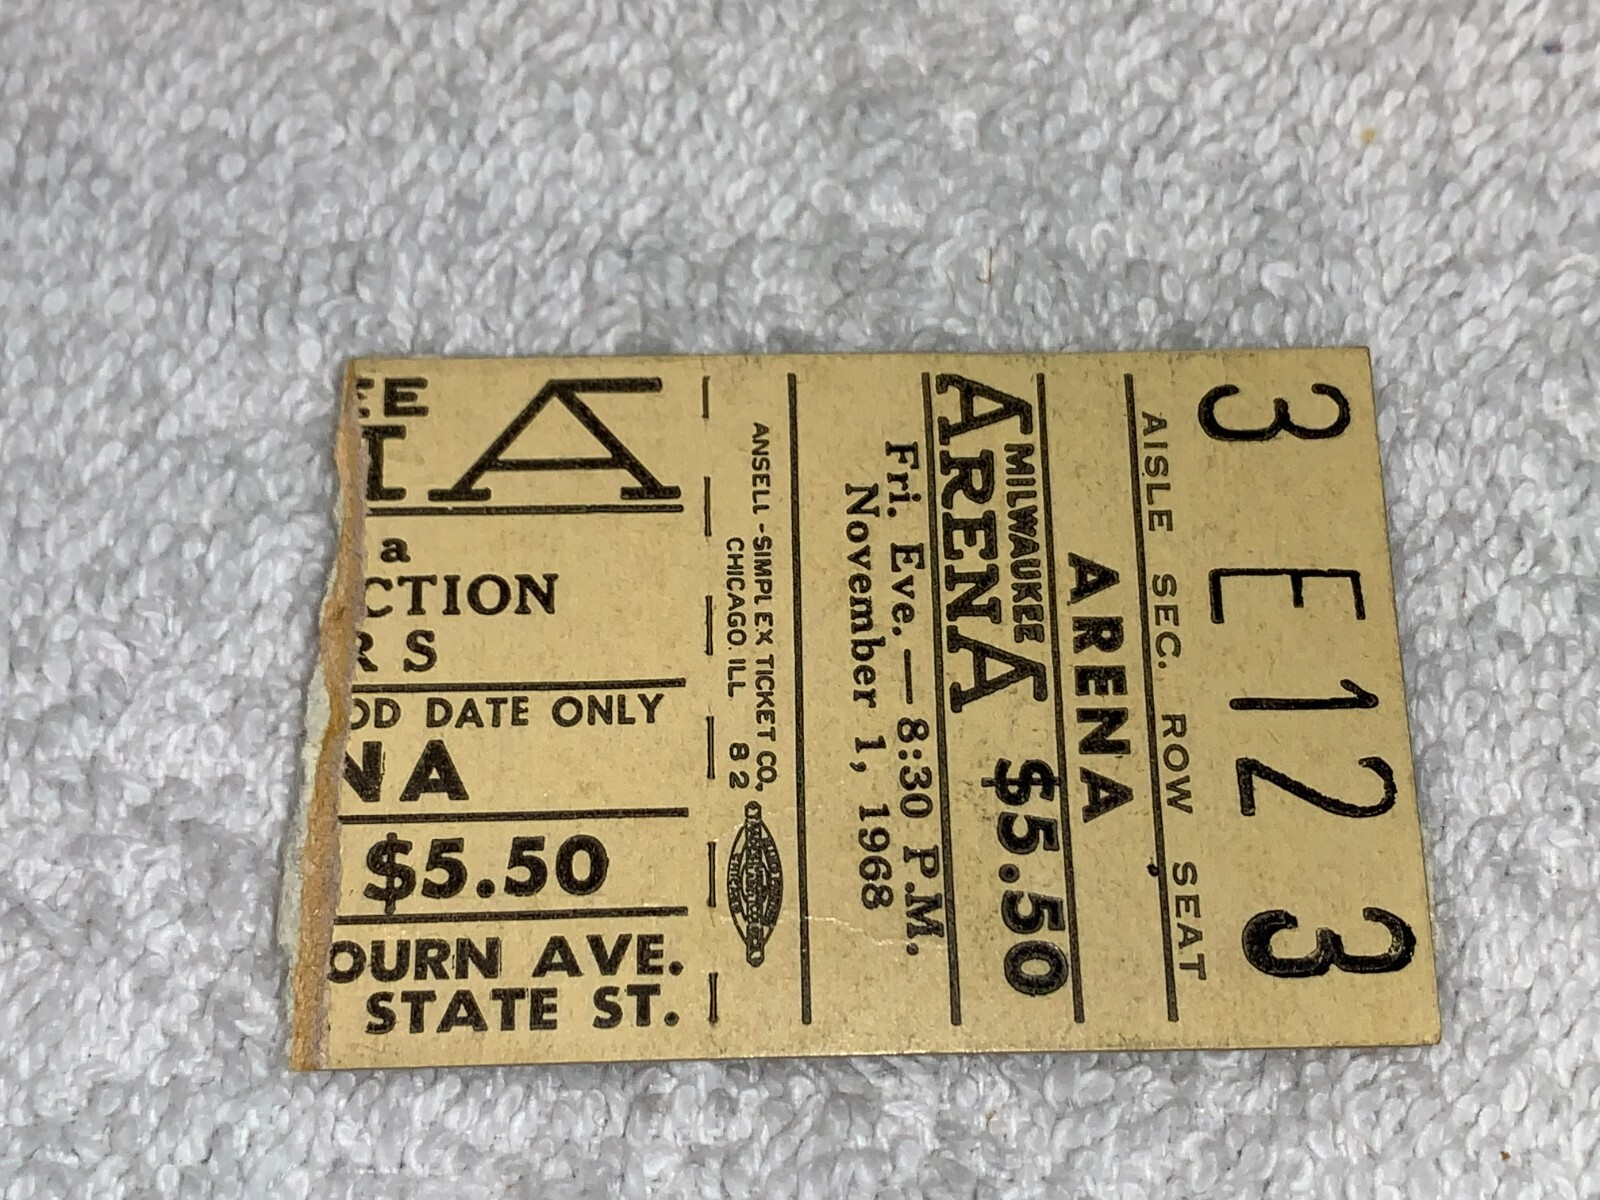 EE
TA
a
CTION
RS
OD DATE ONLY
NA
$5.50
OURN AVE.
STATE ST.
3 E 12 3
AISLE SEC. ROW SEAT
ARENA
MILWAUKEE
ARENA $5.50
Fri. Eve. — 8:30 P.M.
November 1, 1968
ANSELL-SIMPLEX TICKET CO.
CHICAGO, ILL 82